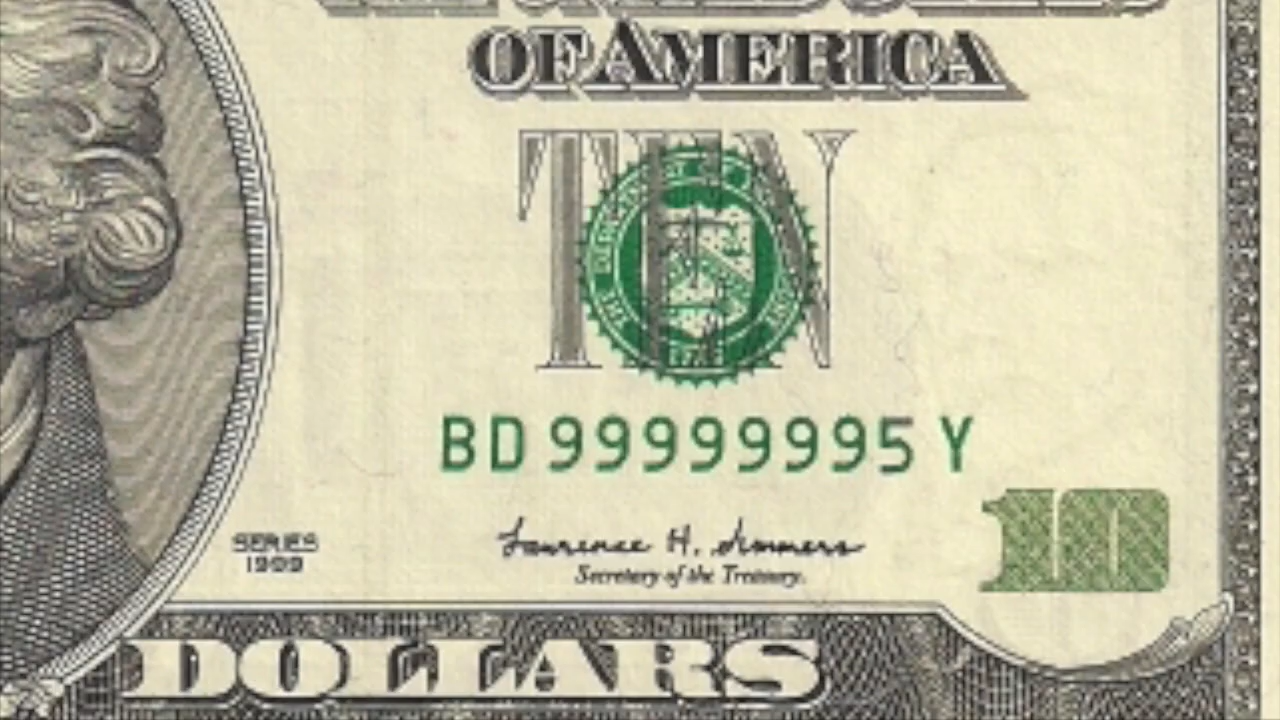 OF AMERICA
TEN
BD 99999995 Y
SERIES
1999
Lawrence H. Summers
Secretary of the Treasury.
10
DOLLARS